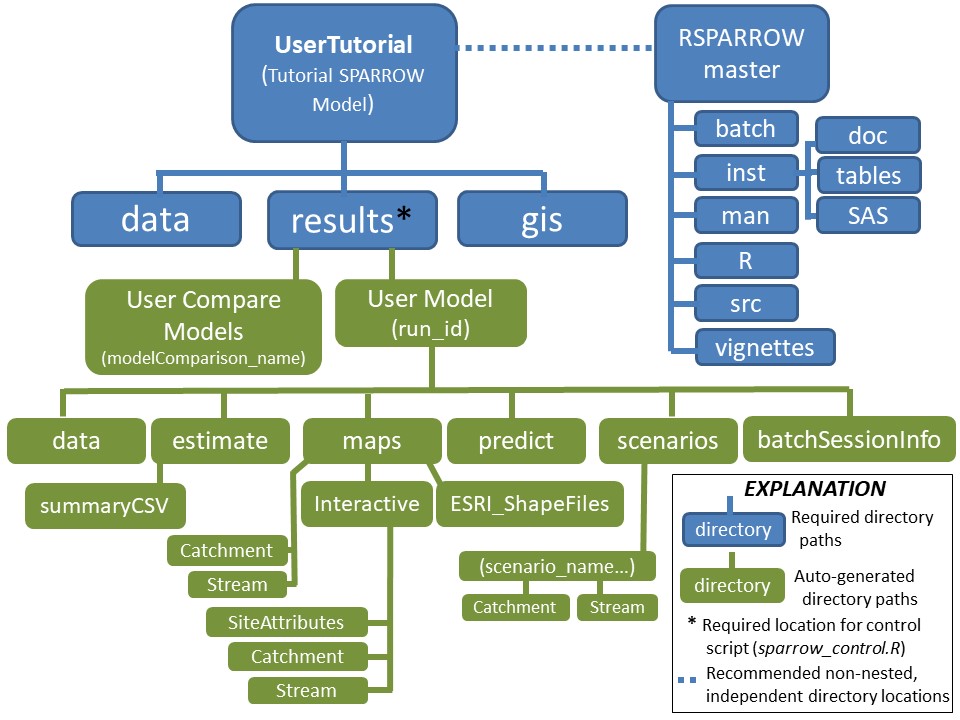 UserTutorial
(Tutorial SPARROW
Model)
RSPARROW
master
batch
inst
man
R
src
vignettes
doc
tables
SAS
data
results*
gis
User Compare
Models
(modelComparison_name)
User Model
(run_id)
data
estimate
maps
predict
scenarios
batchSessionInfo
summaryCSV
Interactive
ESRI_ShapeFiles
Catchment
Stream
SiteAttributes
Catchment
Stream
(scenario_name...)
Catchment
Stream
EXPLANATION
directory
Required directory
paths
directory
Auto-generated
directory paths
* Required location for control
script (sparrow_control.R)
Recommended non-nested,
independent directory locations